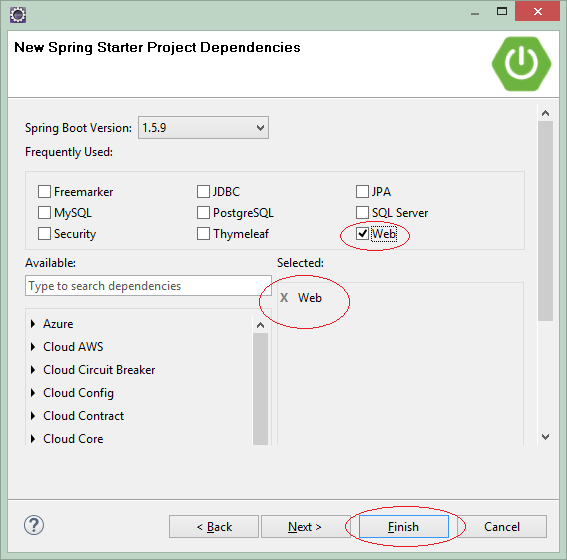 New Spring Starter Project Dependencies
Spring Boot Version: 1.5.9
Frequently Used:
Freemarker JDBC JPA
MySQL PostgreSQL SQL Server
Security Thymeleaf Web
Available: Selected:
Type to search dependencies
X Web
Azure
Cloud AWS
Cloud Circuit Breaker
Cloud Config
Cloud Contract
Cloud Core
? < Back Next > Finish Cancel